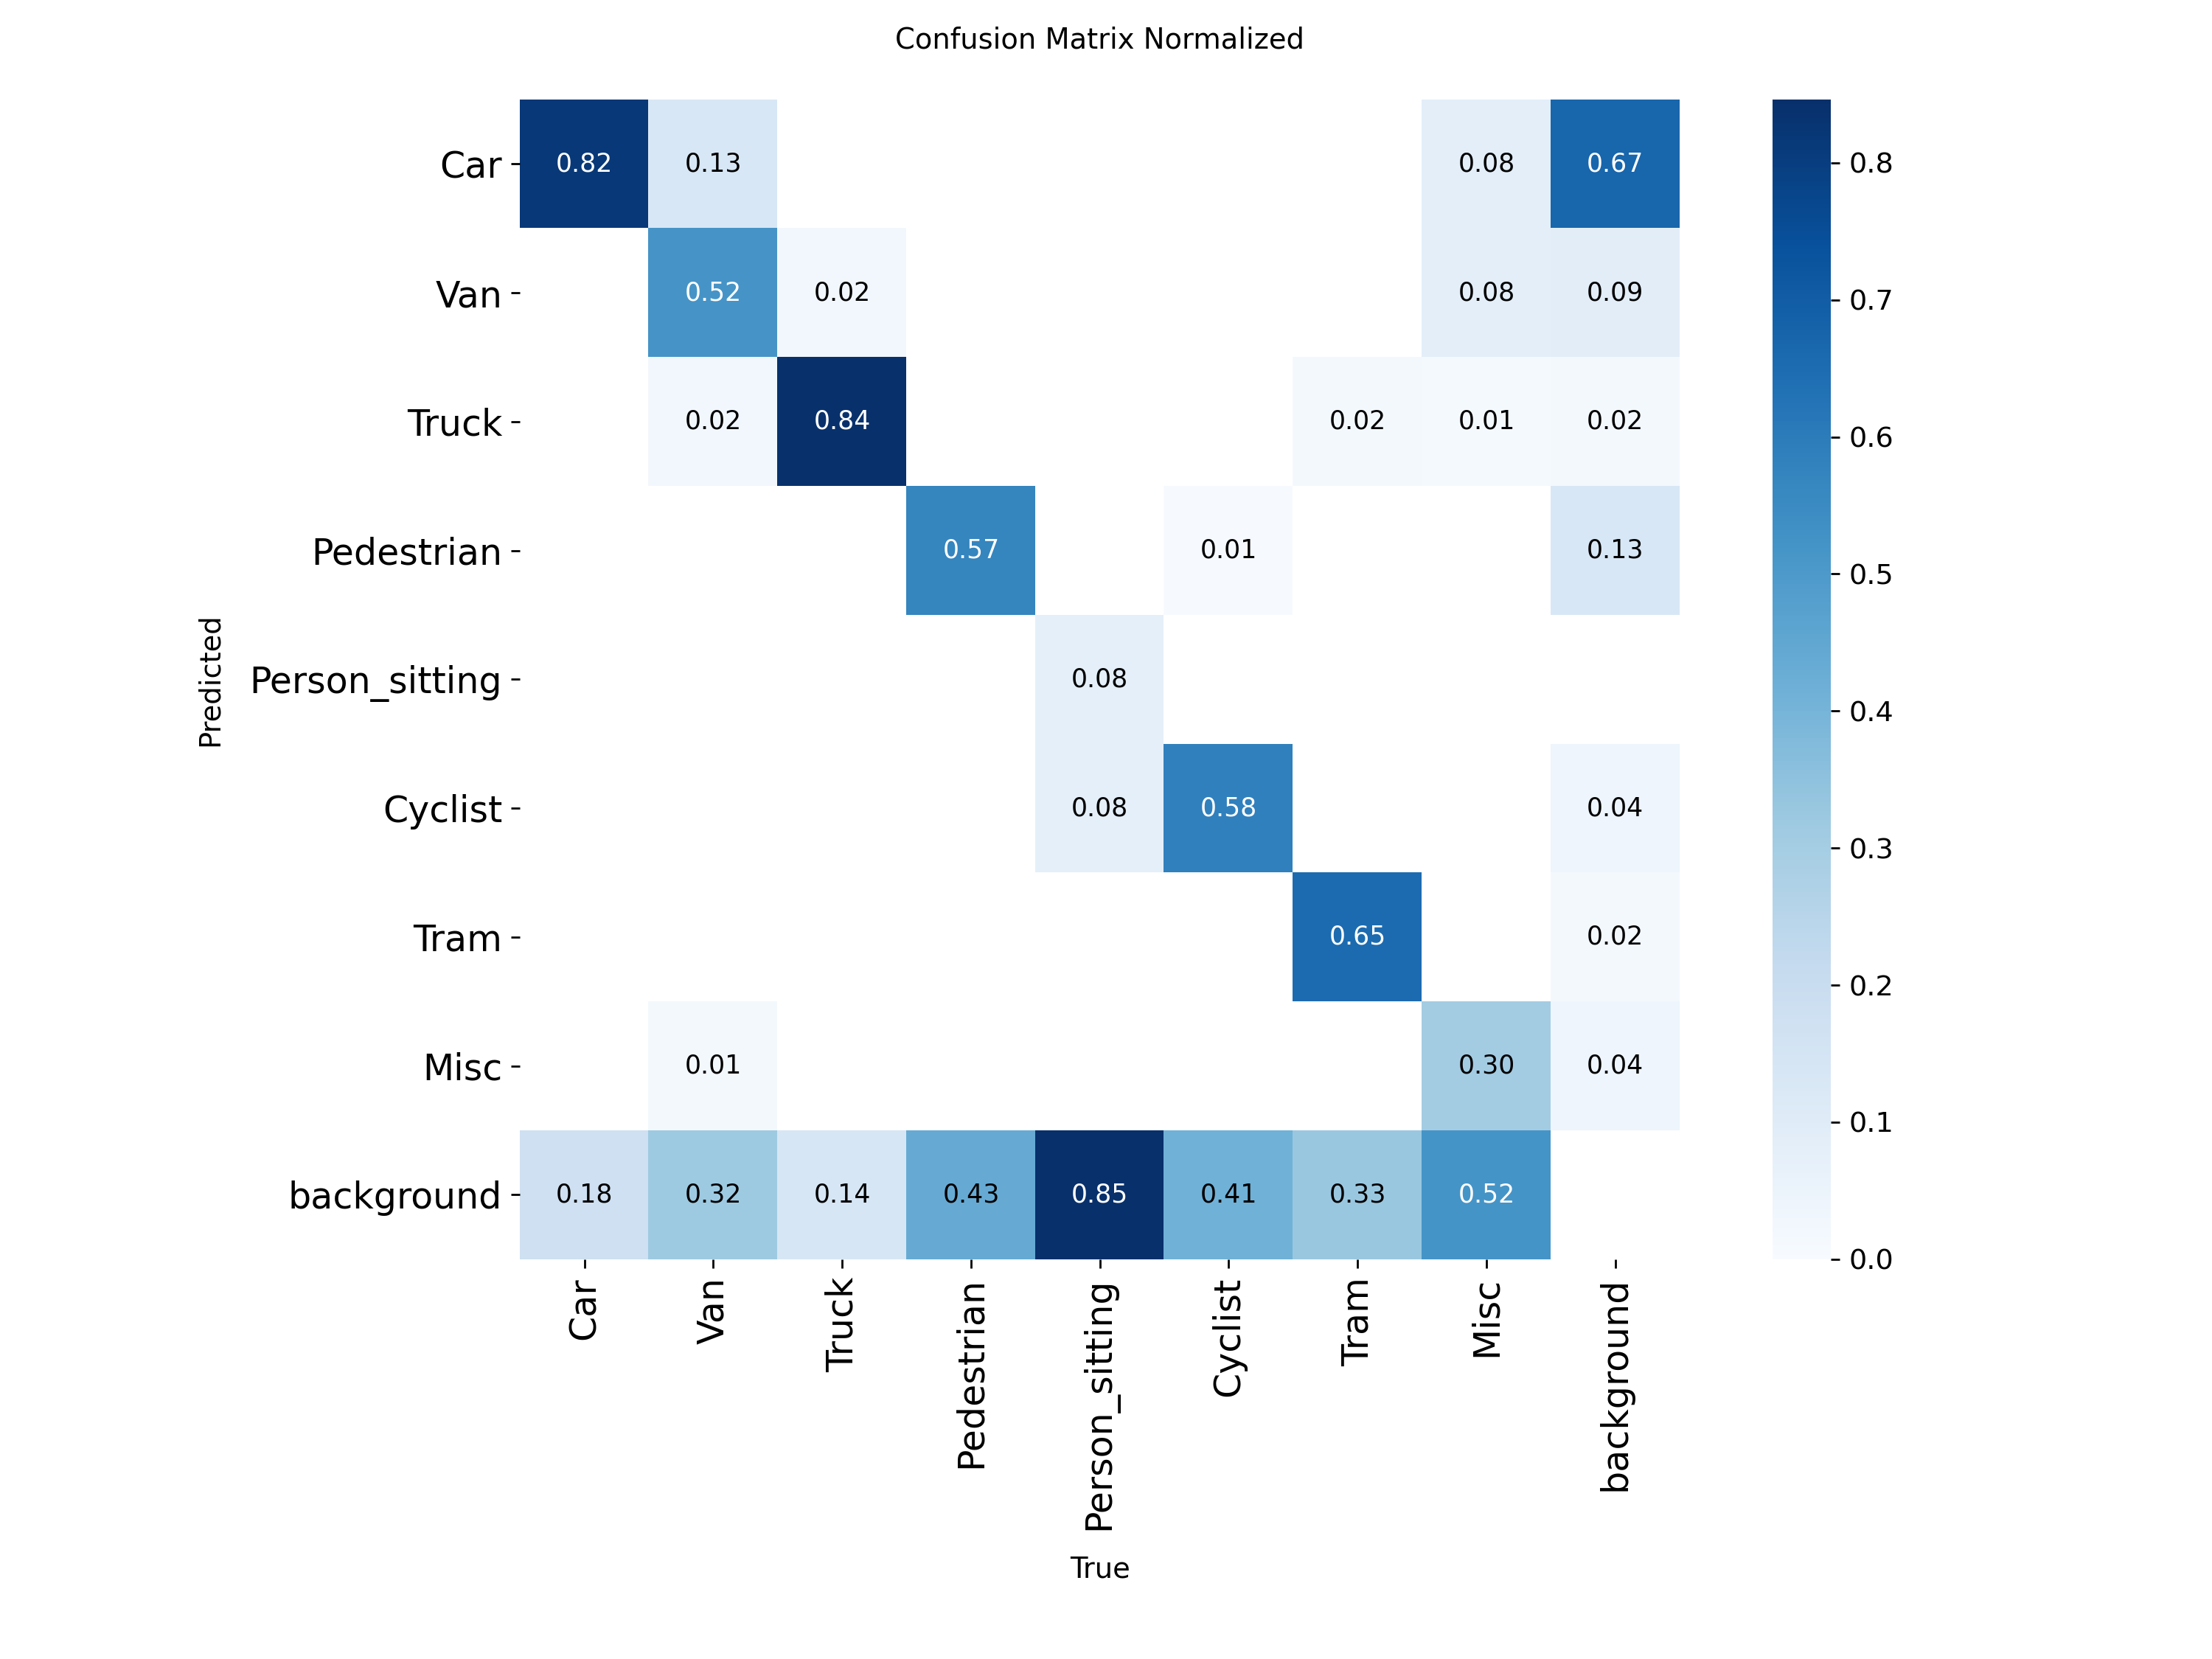 Confusion Matrix Normalized
Car 0.82 0.13 0.08 0.67
Van 0.52 0.02 0.08 0.09
Truck 0.02 0.84 0.02 0.01 0.02
Pedestrian 0.57 0.01 0.13
Person_sitting 0.08
Cyclist 0.08 0.58 0.04
Tram 0.65 0.02
Misc 0.01 0.30 0.04
background 0.18 0.32 0.14 0.43 0.85 0.41 0.33 0.52
Predicted
Car Van Truck Pedestrian Person_sitting Cyclist Tram Misc background
True
0.8
0.7
0.6
0.5
0.4
0.3
0.2
0.1
0.0